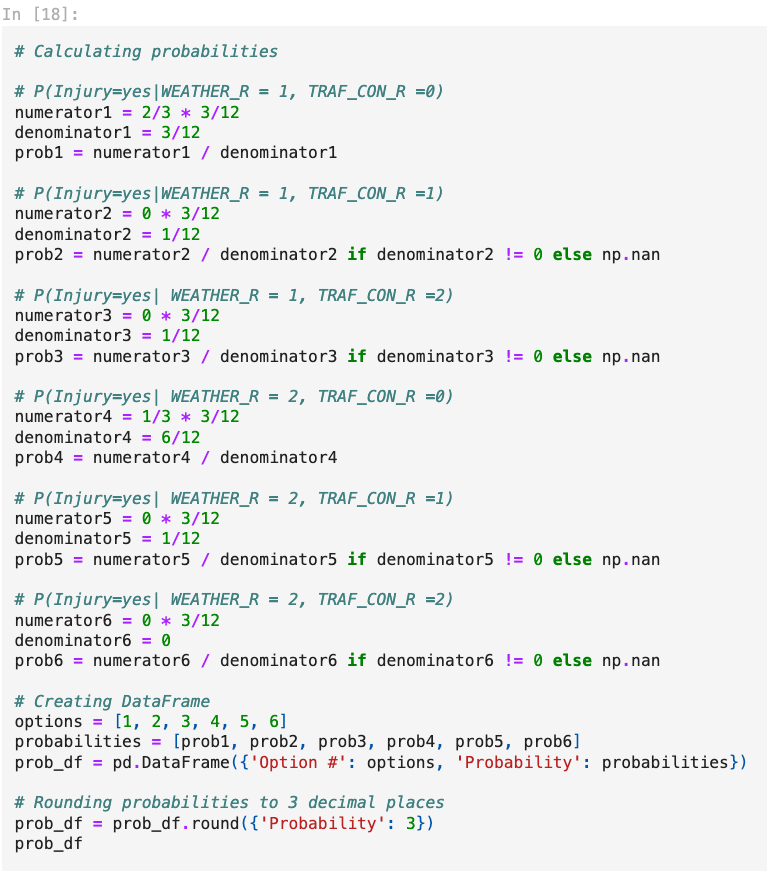 In [18]:
# Calculating probabilities
# P(Injury=yes|WEATHER_R = 1, TRAF_CON_R =0)
numerator1 = 2/3 * 3/12
denominator1 = 3/12
prob1 = numerator1 / denominator1
# P(Injury=yes|WEATHER_R = 1, TRAF_CON_R =1)
numerator2 = 0 * 3/12
denominator2 = 1/12
prob2 = numerator2 / denominator2 if denominator2 != 0 else np.nan
# P(Injury=yes| WEATHER_R = 1, TRAF_CON_R =2)
numerator3 = 0 * 3/12
denominator3 = 1/12
prob3 = numerator3 / denominator3 if denominator3 != 0 else np.nan
# P(Injury=yes| WEATHER_R = 2, TRAF_CON_R =0)
numerator4 = 1/3 * 3/12
denominator4 = 6/12
prob4 = numerator4 / denominator4
# P(Injury=yes| WEATHER_R = 2, TRAF_CON_R =1)
numerator5 = 0 * 3/12
denominator5 = 1/12
prob5 = numerator5 / denominator5 if denominator5 != 0 else np.nan
# P(Injury=yes| WEATHER_R = 2, TRAF_CON_R =2)
numerator6 = 0 * 3/12
denominator6 = 0
prob6 = numerator6 / denominator6 if denominator6 != 0 else np.nan
# Creating DataFrame
options = [1, 2, 3, 4, 5, 6]
probabilities = [prob1, prob2, prob3, prob4, prob5, prob6]
prob_df = pd.DataFrame({'Option #': options, 'Probability': probabilities})
# Rounding probabilities to 3 decimal places
prob_df = prob_df.round({'Probability': 3})
prob_df